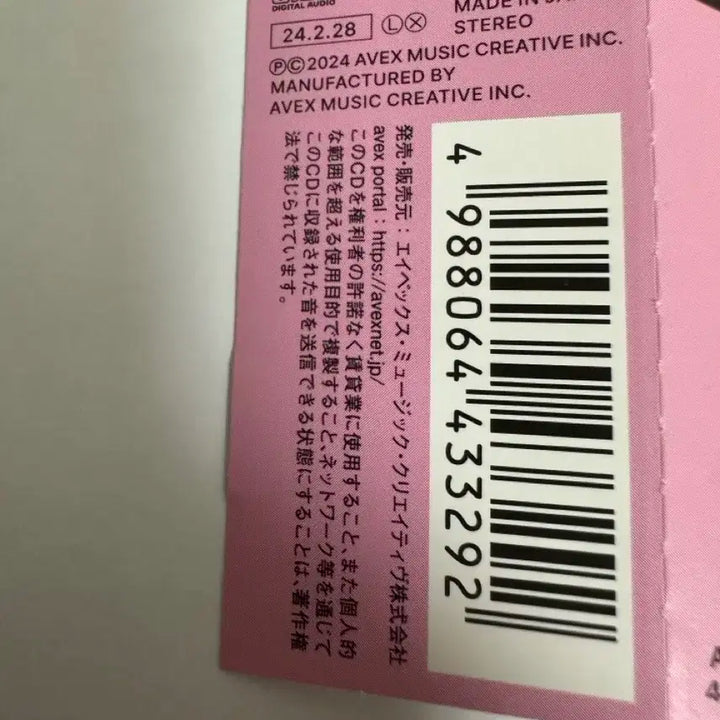 DIGITAL AUDIO
24.2.28 Ⓛ Ⓧ
MADE IN
STEREO
ⓅⒸ2024 AVEX MUSIC CREATIVE INC.
MANUFACTURED BY
AVEX MUSIC CREATIVE INC.
発売・販売元：エイベックス・ミュージック・クリエイティヴ株式会社
avex portal : https://avexnet.jp/
このCDを権利者の許諾なく賃貸業に使用すること、また個人的
な範囲を超える使用目的で複製すること、ネットワーク等を通じて
このCDに収録された音を送信できる状態にすることは、著作権
法で禁じられています。
4 988064 433292